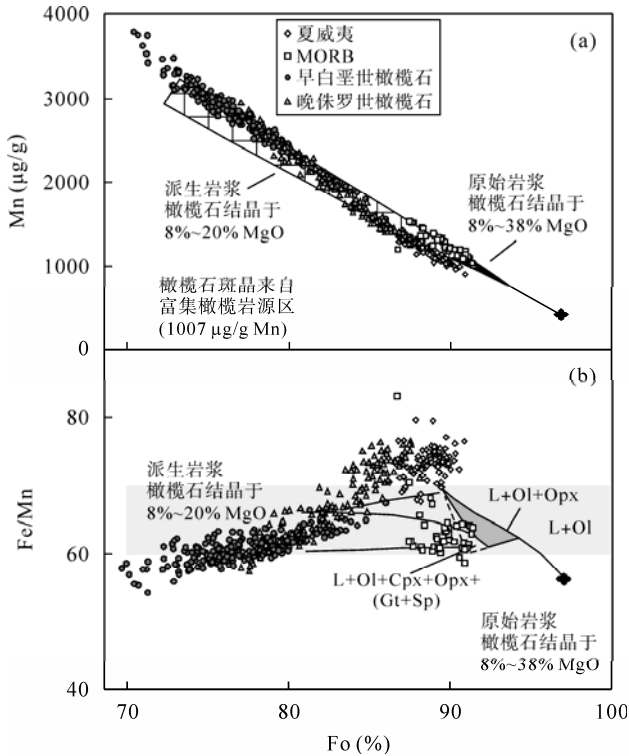 (a)
夏威夷
MORB
早白垩世橄榄石
晚侏罗世橄榄石
4000
3000
2000
1000
0
Mn (μg/g)
派生岩浆
橄榄石结晶于
8%~20% MgO
原始岩浆
橄榄石结晶于
8%~38% MgO
橄榄石斑晶来自
富集橄榄岩源区
(1007 μg/g Mn)
(b)
80
60
40
Fe/Mn
派生岩浆
橄榄石结晶于
8%~20% MgO
L+Ol+Opx
L+Ol
L+Ol+Cpx+Opx+
(Gt+Sp)
原始岩浆
橄榄石结晶于
8%~38% MgO
70
80
90
100
Fo (%)